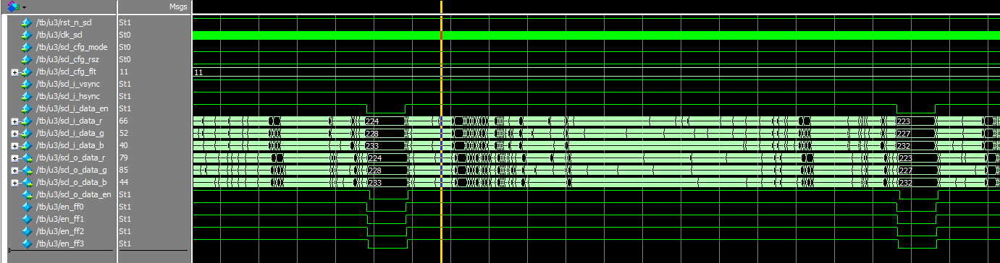 Msgs
/tb/u3/rst_n_scl St1
/tb/u3/clk_scl St0
/tb/u3/scl_cfg_mode St0
/tb/u3/scl_cfg_rsz St0
/tb/u3/scl_cfg_flt 11 11
/tb/u3/scl_i_vsync St1
/tb/u3/scl_i_hsync St1
/tb/u3/scl_i_data_en St1
/tb/u3/scl_i_data_r 66 224 223
/tb/u3/scl_i_data_g 52 228 227
/tb/u3/scl_i_data_b 40 233 232
/tb/u3/scl_o_data_r 79 224 223
/tb/u3/scl_o_data_g 85 228 227
/tb/u3/scl_o_data_b 44 233 232
/tb/u3/scl_o_data_en St1
/tb/u3/en_ff0 St1
/tb/u3/en_ff1 St1
/tb/u3/en_ff2 St1
/tb/u3/en_ff3 St1